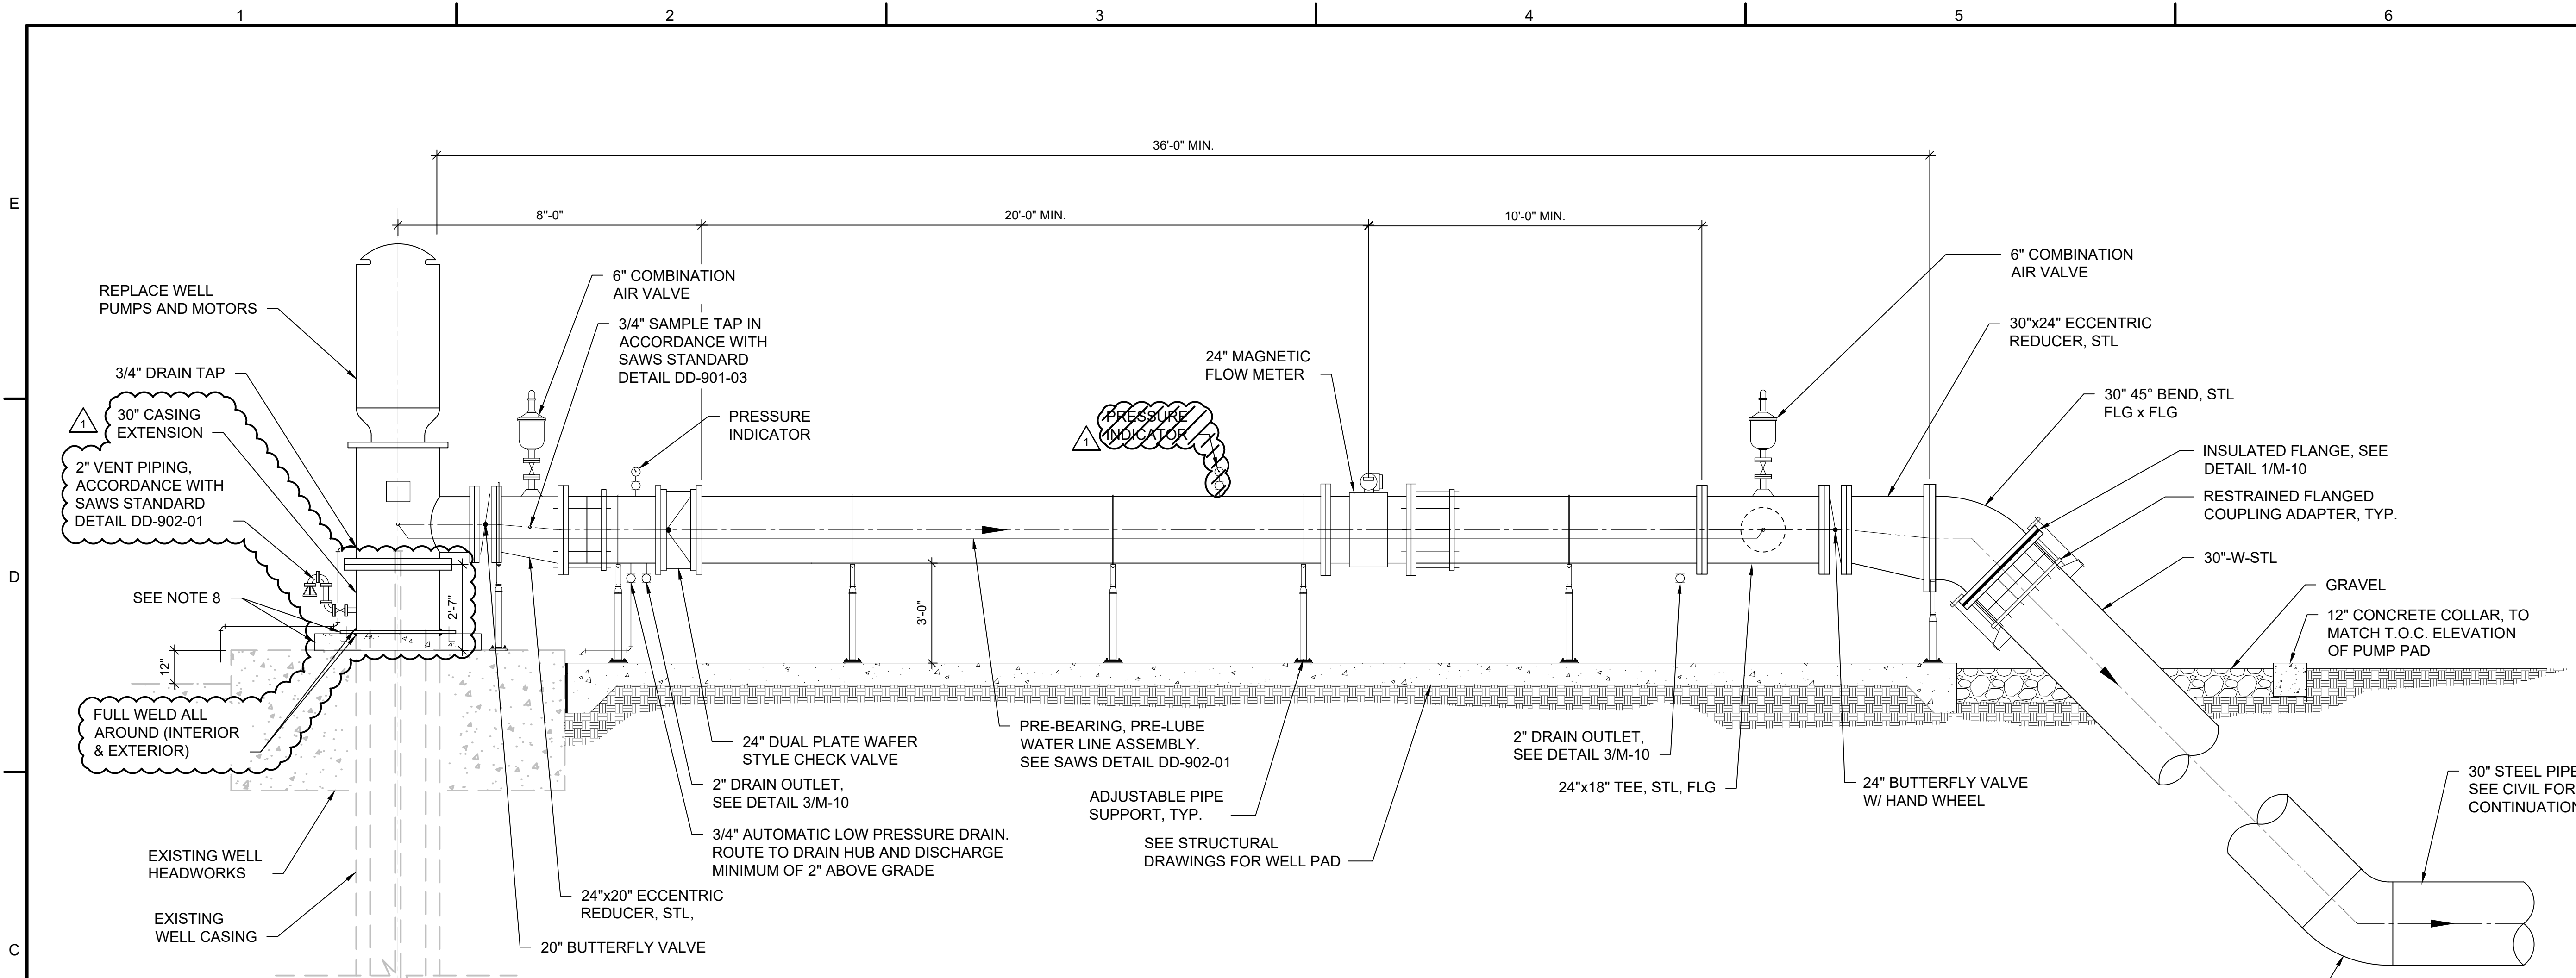 1
2
3
4
5
6
E
D
C
36'-0" MIN.
8"-0"
20'-0" MIN.
10'-0" MIN.
REPLACE WELL
PUMPS AND MOTORS
3/4" DRAIN TAP
1
30" CASING
EXTENSION
2" VENT PIPING,
ACCORDANCE WITH
SAWS STANDARD
DETAIL DD-902-01
SEE NOTE 8
12"
2'-7"
FULL WELD ALL
AROUND (INTERIOR
& EXTERIOR)
EXISTING WELL
HEADWORKS
EXISTING
WELL CASING
6" COMBINATION
AIR VALVE
3/4" SAMPLE TAP IN
ACCORDANCE WITH
SAWS STANDARD
DETAIL DD-901-03
PRESSURE
INDICATOR
1
PRESSURE
INDICATOR
24" MAGNETIC
FLOW METER
3'-0"
24" DUAL PLATE WAFER
STYLE CHECK VALVE
2" DRAIN OUTLET,
SEE DETAIL 3/M-10
3/4" AUTOMATIC LOW PRESSURE DRAIN.
ROUTE TO DRAIN HUB AND DISCHARGE
MINIMUM OF 2" ABOVE GRADE
24"x20" ECCENTRIC
REDUCER, STL,
20" BUTTERFLY VALVE
PRE-BEARING, PRE-LUBE
WATER LINE ASSEMBLY.
SEE SAWS DETAIL DD-902-01
ADJUSTABLE PIPE
SUPPORT, TYP.
SEE STRUCTURAL
DRAWINGS FOR WELL PAD
2" DRAIN OUTLET,
SEE DETAIL 3/M-10
24"x18" TEE, STL, FLG
24" BUTTERFLY VALVE
W/ HAND WHEEL
6" COMBINATION
AIR VALVE
30"x24" ECCENTRIC
REDUCER, STL
30" 45° BEND, STL
FLG x FLG
INSULATED FLANGE, SEE
DETAIL 1/M-10
RESTRAINED FLANGED
COUPLING ADAPTER, TYP.
30"-W-STL
GRAVEL
12" CONCRETE COLLAR, TO
MATCH T.O.C. ELEVATION
OF PUMP PAD
30" STEEL PIPE
SEE CIVIL FOR
CONTINUATION